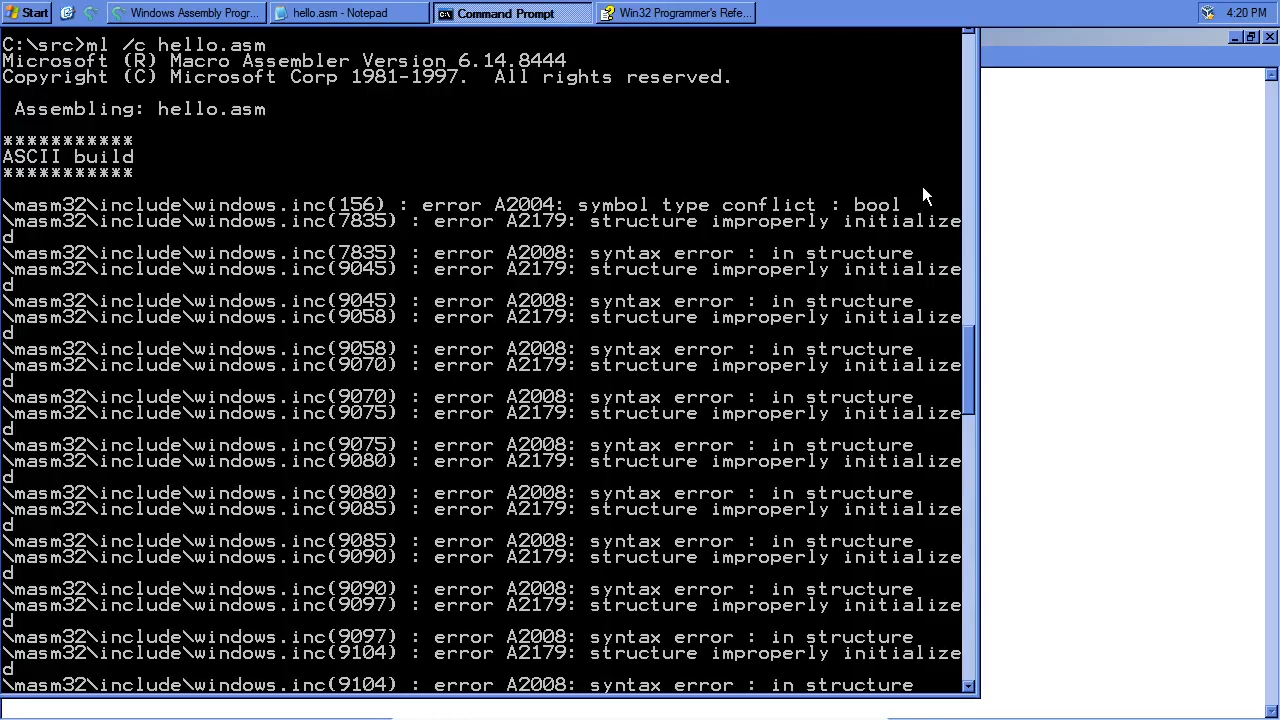 Start
Windows Assembly Progr...
hello.asm - Notepad
Command Prompt
Win32 Programmer's Refe...
4:20 PM
C:\src>ml /c hello.asm
Microsoft (R) Macro Assembler Version 6.14.8444
Copyright (C) Microsoft Corp 1981-1997.  All rights reserved.
Assembling: hello.asm
***********
ASCII build
***********
\masm32\include\windows.inc(156) : error A2004: symbol type conflict : bool
\masm32\include\windows.inc(7835) : error A2179: structure improperly initialize
d
\masm32\include\windows.inc(7835) : error A2008: syntax error : in structure
\masm32\include\windows.inc(9045) : error A2179: structure improperly initialize
d
\masm32\include\windows.inc(9045) : error A2008: syntax error : in structure
\masm32\include\windows.inc(9058) : error A2179: structure improperly initialize
d
\masm32\include\windows.inc(9058) : error A2008: syntax error : in structure
\masm32\include\windows.inc(9070) : error A2179: structure improperly initialize
d
\masm32\include\windows.inc(9070) : error A2008: syntax error : in structure
\masm32\include\windows.inc(9075) : error A2179: structure improperly initialize
d
\masm32\include\windows.inc(9075) : error A2008: syntax error : in structure
\masm32\include\windows.inc(9080) : error A2179: structure improperly initialize
d
\masm32\include\windows.inc(9080) : error A2008: syntax error : in structure
\masm32\include\windows.inc(9085) : error A2179: structure improperly initialize
d
\masm32\include\windows.inc(9085) : error A2008: syntax error : in structure
\masm32\include\windows.inc(9090) : error A2179: structure improperly initialize
d
\masm32\include\windows.inc(9090) : error A2008: syntax error : in structure
\masm32\include\windows.inc(9097) : error A2179: structure improperly initialize
d
\masm32\include\windows.inc(9097) : error A2008: syntax error : in structure
\masm32\include\windows.inc(9104) : error A2179: structure improperly initialize
d
\masm32\include\windows.inc(9104) : error A2008: syntax error : in structure